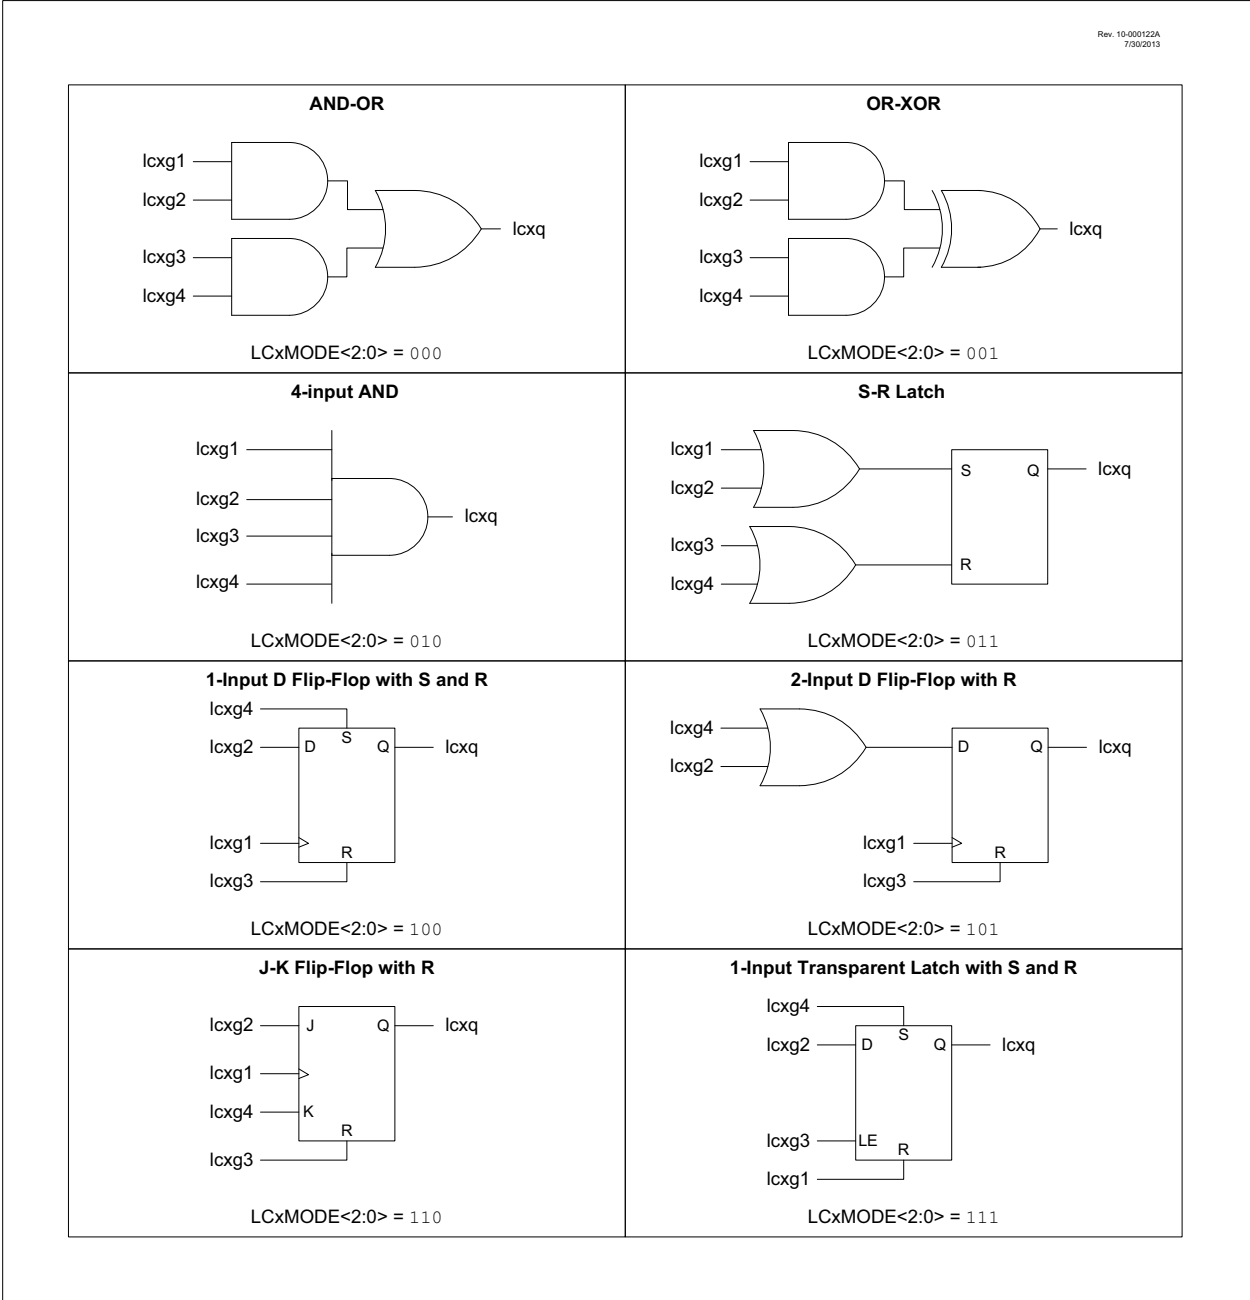 Rev. 10-000122A
7/30/2013
AND-OR
lcxg1
lcxg2
lcxg3
lcxg4
lcxq
LCxMODE<2:0> = 000
OR-XOR
lcxg1
lcxg2
lcxg3
lcxg4
lcxq
LCxMODE<2:0> = 001
4-input AND
lcxg1
lcxg2
lcxg3
lcxg4
lcxq
LCxMODE<2:0> = 010
S-R Latch
lcxg1
lcxg2
lcxg3
lcxg4
S Q lcxq
R
LCxMODE<2:0> = 011
1-Input D Flip-Flop with S and R
lcxg4
S
lcxg2 D Q lcxq
lcxg1
R
lcxg3
LCxMODE<2:0> = 100
2-Input D Flip-Flop with R
lcxg4
lcxg2
D Q lcxq
lcxg1
R
lcxg3
LCxMODE<2:0> = 101
J-K Flip-Flop with R
lcxg2 J Q lcxq
lcxg1
lcxg4 K
R
lcxg3
LCxMODE<2:0> = 110
1-Input Transparent Latch with S and R
lcxg4
S
lcxg2 D Q lcxq
lcxg3 LE
R
lcxg1
LCxMODE<2:0> = 111